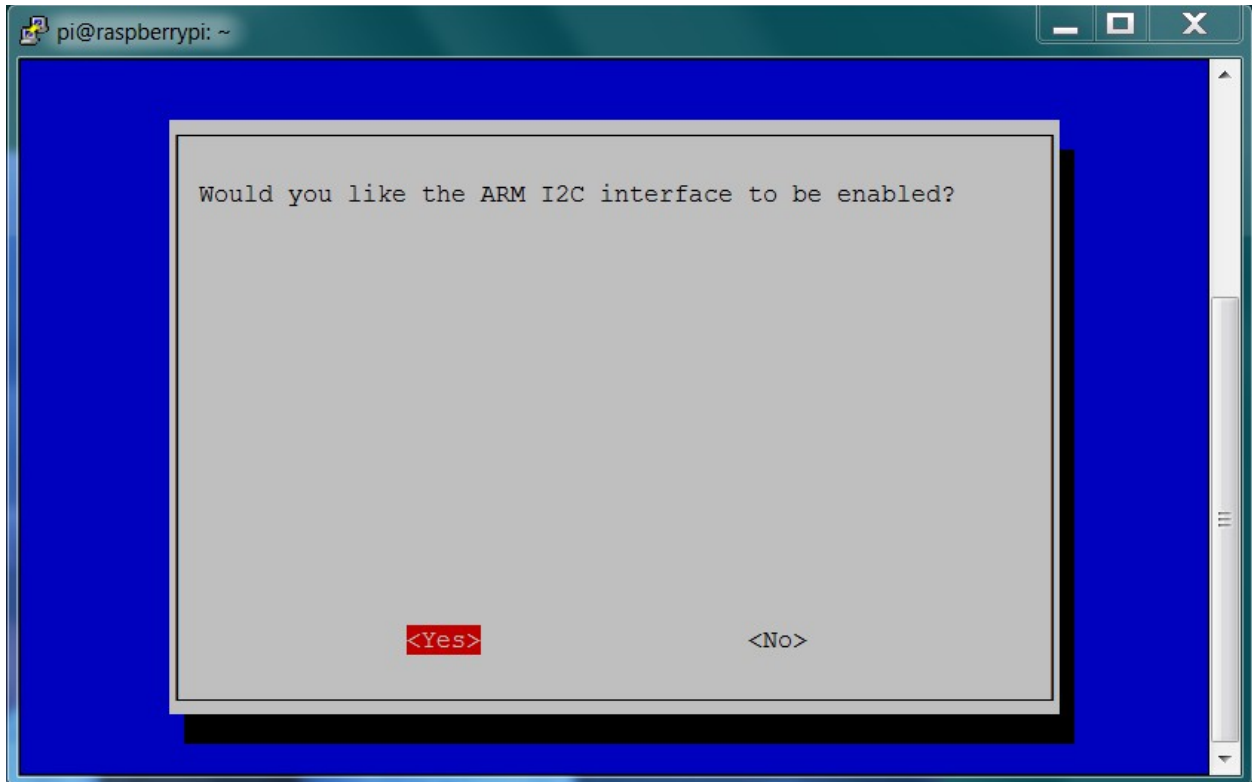 pi@raspberrypi: ~
Would you like the ARM I2C interface to be enabled?
<Yes> <No>